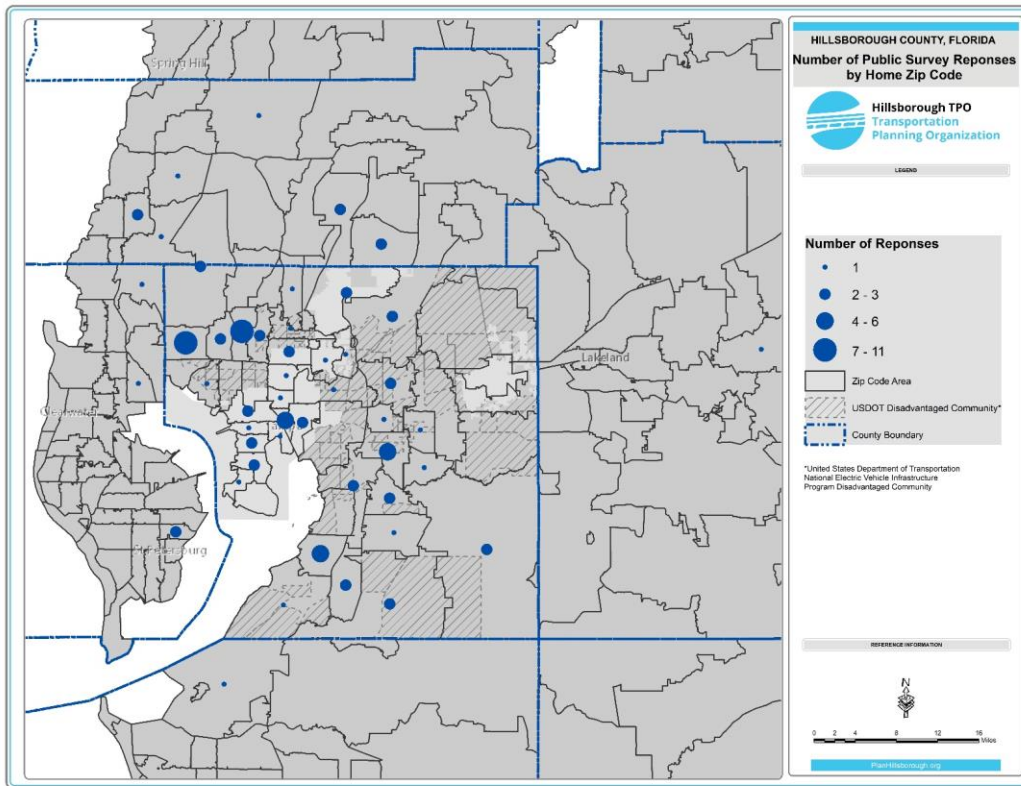 Spring Hill
Lakeland
Clearwater
St Petersburg
HILLSBOROUGH COUNTY, FLORIDA
Number of Public Survey Reponses
by Home Zip Code
Hillsborough TPO
Transportation
Planning Organization
LEGEND
Number of Reponses
1
2 - 3
4 - 6
7 - 11
Zip Code Area
USDOT Disadvantaged Community*
County Boundary
*United States Department of Transportation
National Electric Vehicle Infrastructure
Program Disadvantaged Community
REFERENCE INFORMATION
N
0 2 4 8 12 16
Miles
PlanHillsborough.org